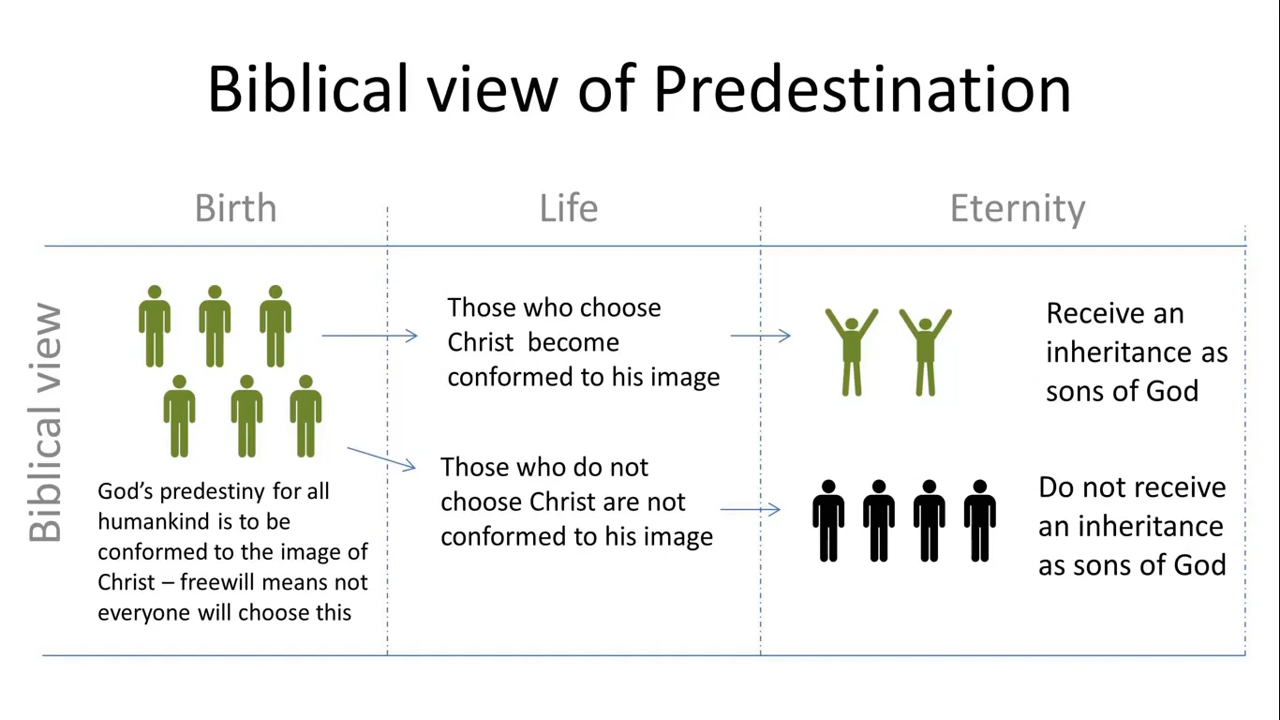 Biblical view of Predestination
Birth
Life
Eternity
Biblical view
God’s predestiny for all
humankind is to be
conformed to the image of
Christ – freewill means not
everyone will choose this
Those who choose
Christ  become
conformed to his image
Receive an
inheritance as
sons of God
Those who do not
choose Christ are not
conformed to his image
Do not receive
an inheritance
as sons of God